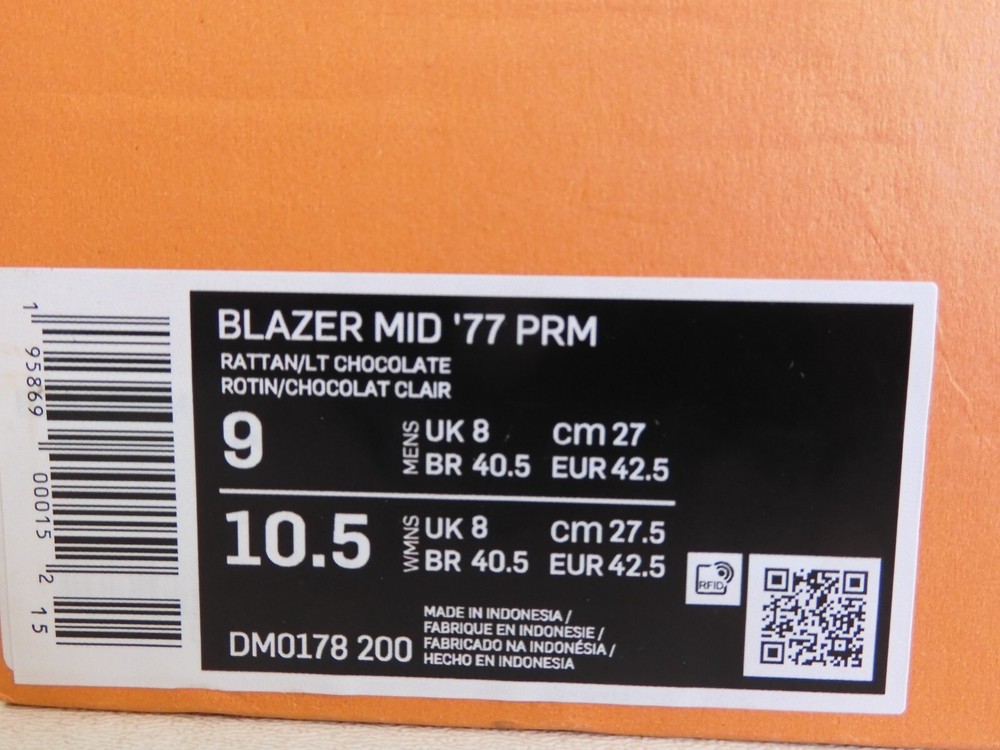 BLAZER MID '77 PRM
RATTAN/LT CHOCOLATE
ROTIN/CHOCOLAT CLAIR
9
MENS
UK 8 cm 27
BR 40.5 EUR 42.5
10.5
WMNS
UK 8 cm 27.5
BR 40.5 EUR 42.5
MADE IN INDONESIA /
FABRIQUE EN INDONESIE /
FABRICADO NA INDONÉSIA /
HECHO EN INDONESIA
DM0178 200
RFID
1 95869 00015 2 15